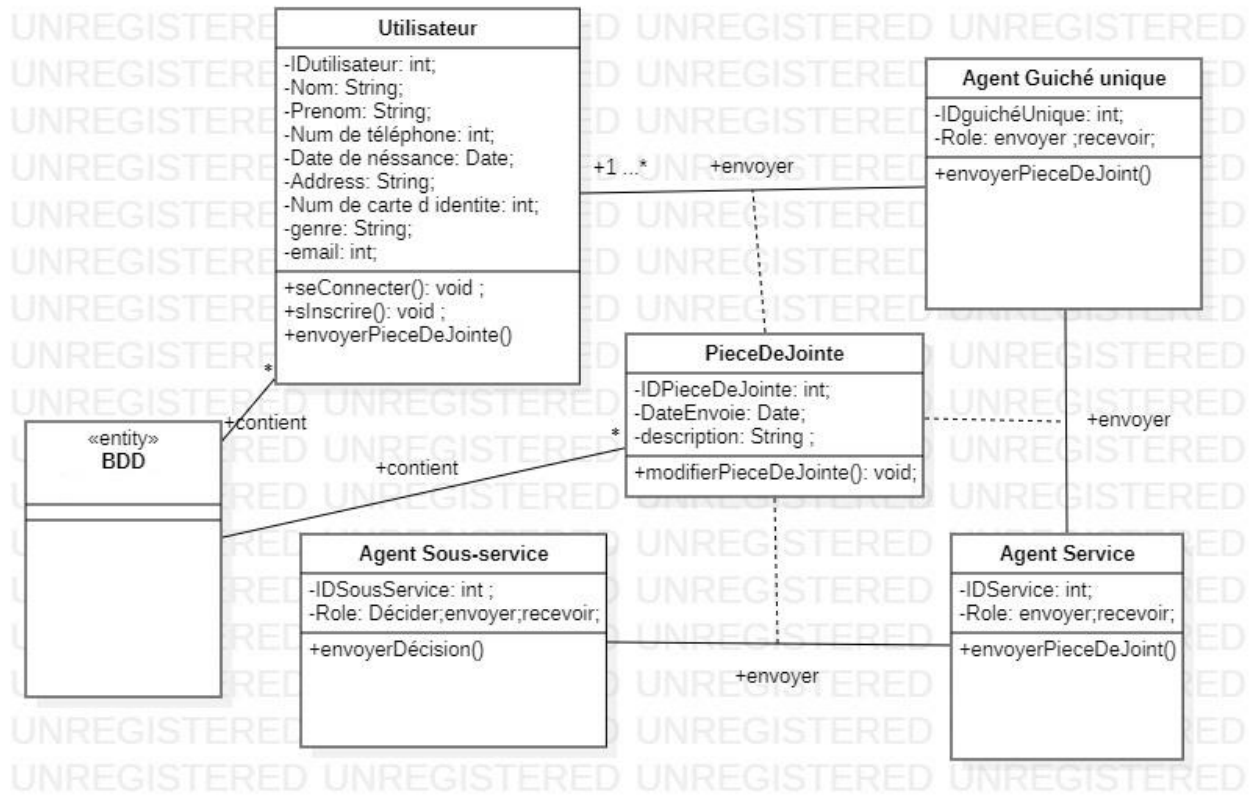 Utilisateur
-IDutilisateur: int;
-Nom: String;
-Prenom: String;
-Num de téléphone: int;
-Date de néssance: Date;
-Address: String;
-Num de carte d identite: int;
-genre: String;
-email: int;
+seConnecter(): void ;
+sInscrire(): void ;
+envoyerPieceDeJointe()
+1 ...*
+envoyer
Agent Guiché unique
-IDguichéUnique: int;
-Role: envoyer ;recevoir;
+envoyerPieceDeJoint()
PieceDeJointe
-IDPieceDeJointe: int;
-DateEnvoie: Date;
-description: String ;
+modifierPieceDeJointe(): void;
+envoyer
*
+contient
*
+contient
«entity»
BDD
Agent Sous-service
-IDSousService: int ;
-Role: Décider;envoyer;recevoir;
+envoyerDécision()
+envoyer
Agent Service
-IDService: int;
-Role: envoyer;recevoir;
+envoyerPieceDeJoint()
UNREGISTERED UNREGISTERED UNREGISTERED UNREGISTERED